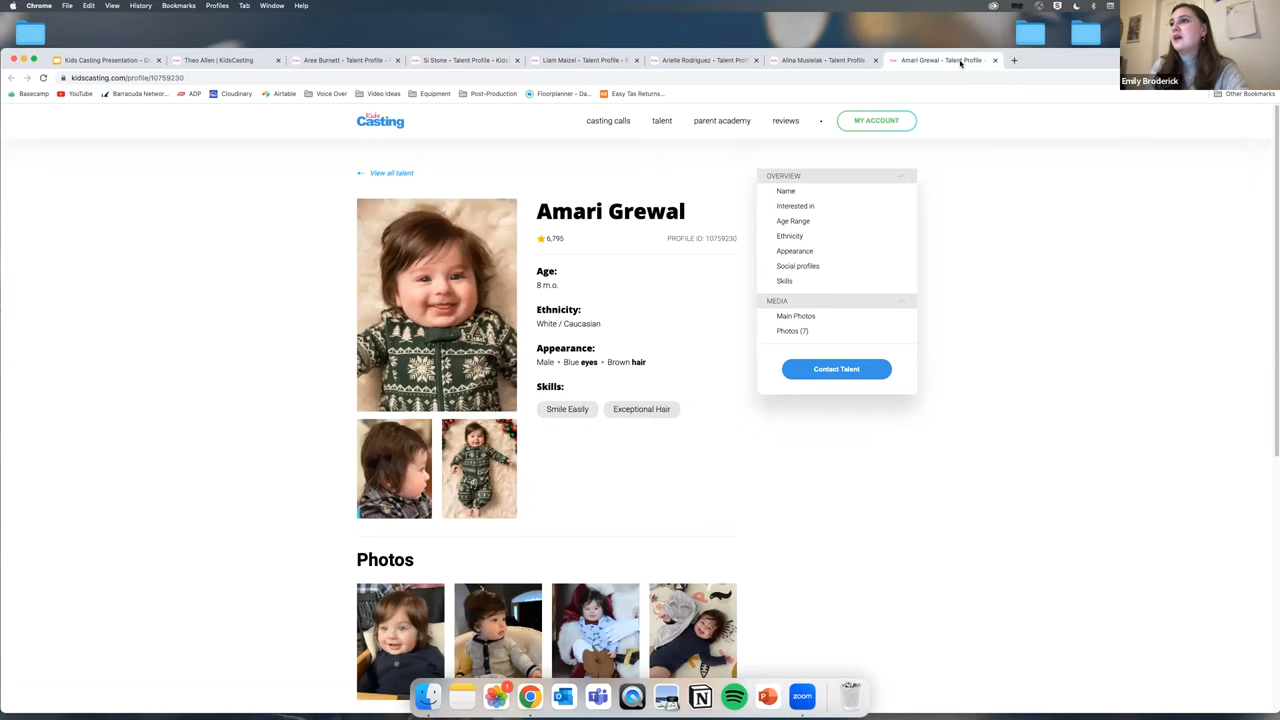 Chrome File Edit View History Bookmarks Profiles Tab Window Help
Kids Casting Presentation - Go
Theo Allen | KidsCasting
Aree Burnett • Talent Profile •
Si Stone • Talent Profile • Kids
Liam Maizel • Talent Profile • K
Arielle Rodriguez • Talent Prof
Alina Musielak • Talent Profile
Amari Grewal • Talent Profile •
kidscasting.com/profile/10759230
Basecamp YouTube Barracuda Networ... ADP Cloudinary Airtable Voice Over Video Ideas Equipment Post-Production Floorplanner - Da... Easy Tax Returns... Other Bookmarks
Emily Broderick
Kids
Casting
casting calls talent parent academy reviews • MY ACCOUNT
← View all talent
Amari Grewal
6,795 PROFILE ID: 10759230
Age:
8 m.o.
Ethnicity:
White / Caucasian
Appearance:
Male • Blue eyes • Brown hair
Skills:
Smile Easily Exceptional Hair
OVERVIEW
Name
Interested in
Age Range
Ethnicity
Appearance
Social profiles
Skills
MEDIA
Main Photos
Photos (7)
Contact Talent
Photos
1
zoom